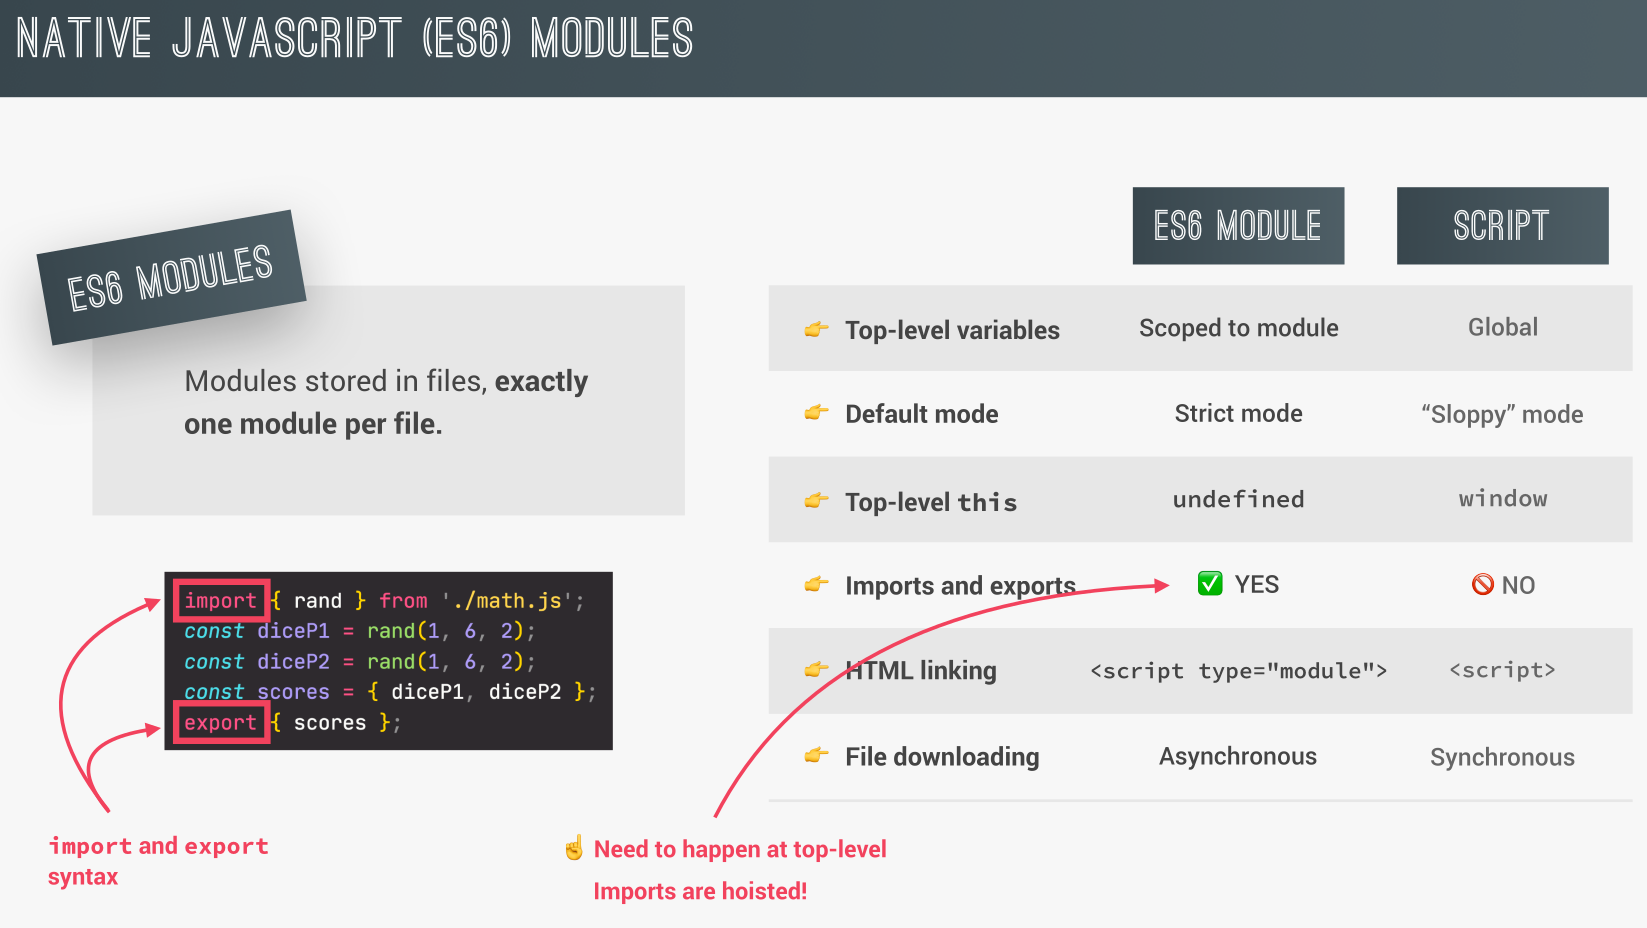 NATIVE JAVASCRIPT (ES6) MODULES
ES6 MODULES
Modules stored in files, exactly
one module per file.
import { rand } from './math.js';
const diceP1 = rand(1, 6, 2);
const diceP2 = rand(1, 6, 2);
const scores = { diceP1, diceP2 };
export { scores };
import and export
syntax
ES6 MODULE SCRIPT
👉 Top-level variables Scoped to module Global
👉 Default mode Strict mode “Sloppy” mode
👉 Top-level this undefined window
👉 Imports and exports ✅ YES 🚫 NO
👉 HTML linking <script type="module"> <script>
👉 File downloading Asynchronous Synchronous
☝️ Need to happen at top-level
Imports are hoisted!